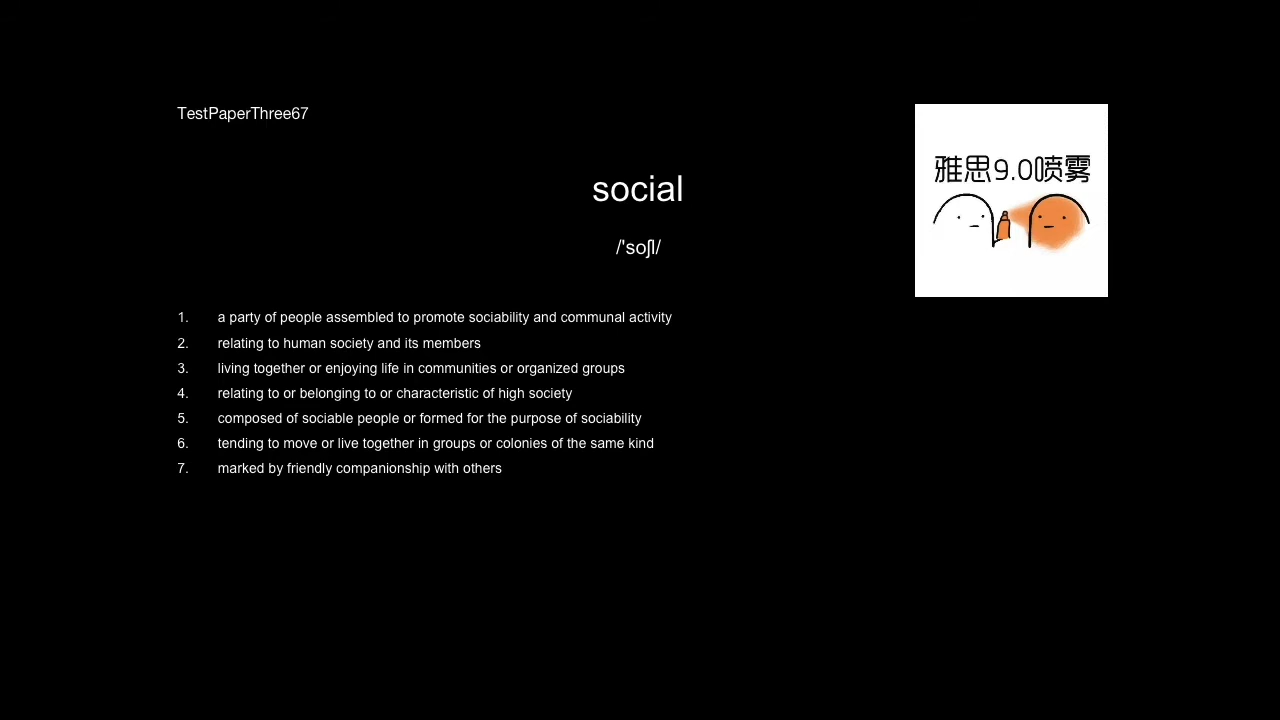 TestPaperThree67
雅思9.0喷雾
social
/'soʃl/
1. a party of people assembled to promote sociability and communal activity
2. relating to human society and its members
3. living together or enjoying life in communities or organized groups
4. relating to or belonging to or characteristic of high society
5. composed of sociable people or formed for the purpose of sociability
6. tending to move or live together in groups or colonies of the same kind
7. marked by friendly companionship with others